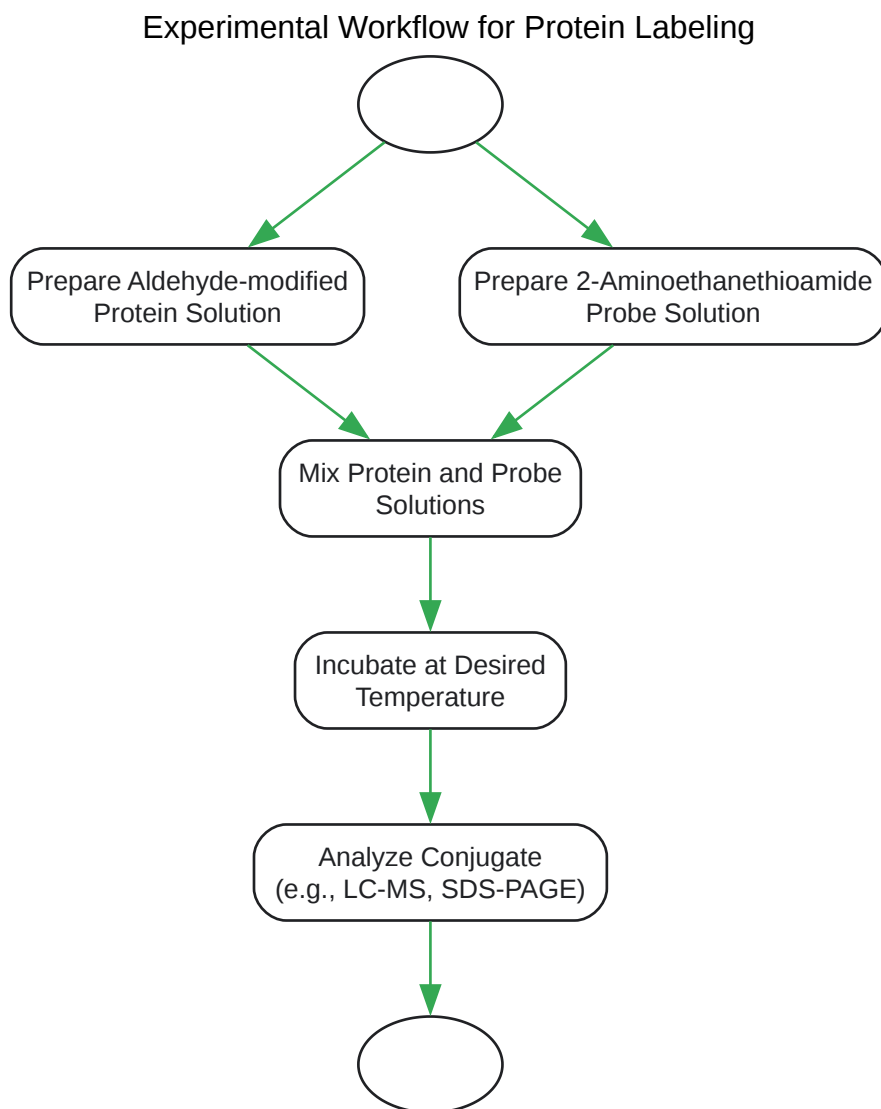 Experimental Workflow for Protein Labeling
Prepare Aldehyde-modified
Protein Solution
Prepare 2-Aminoethanethioamide
Probe Solution
Mix Protein and Probe
Solutions
Incubate at Desired
Temperature
Analyze Conjugate
(e.g., LC-MS, SDS-PAGE)